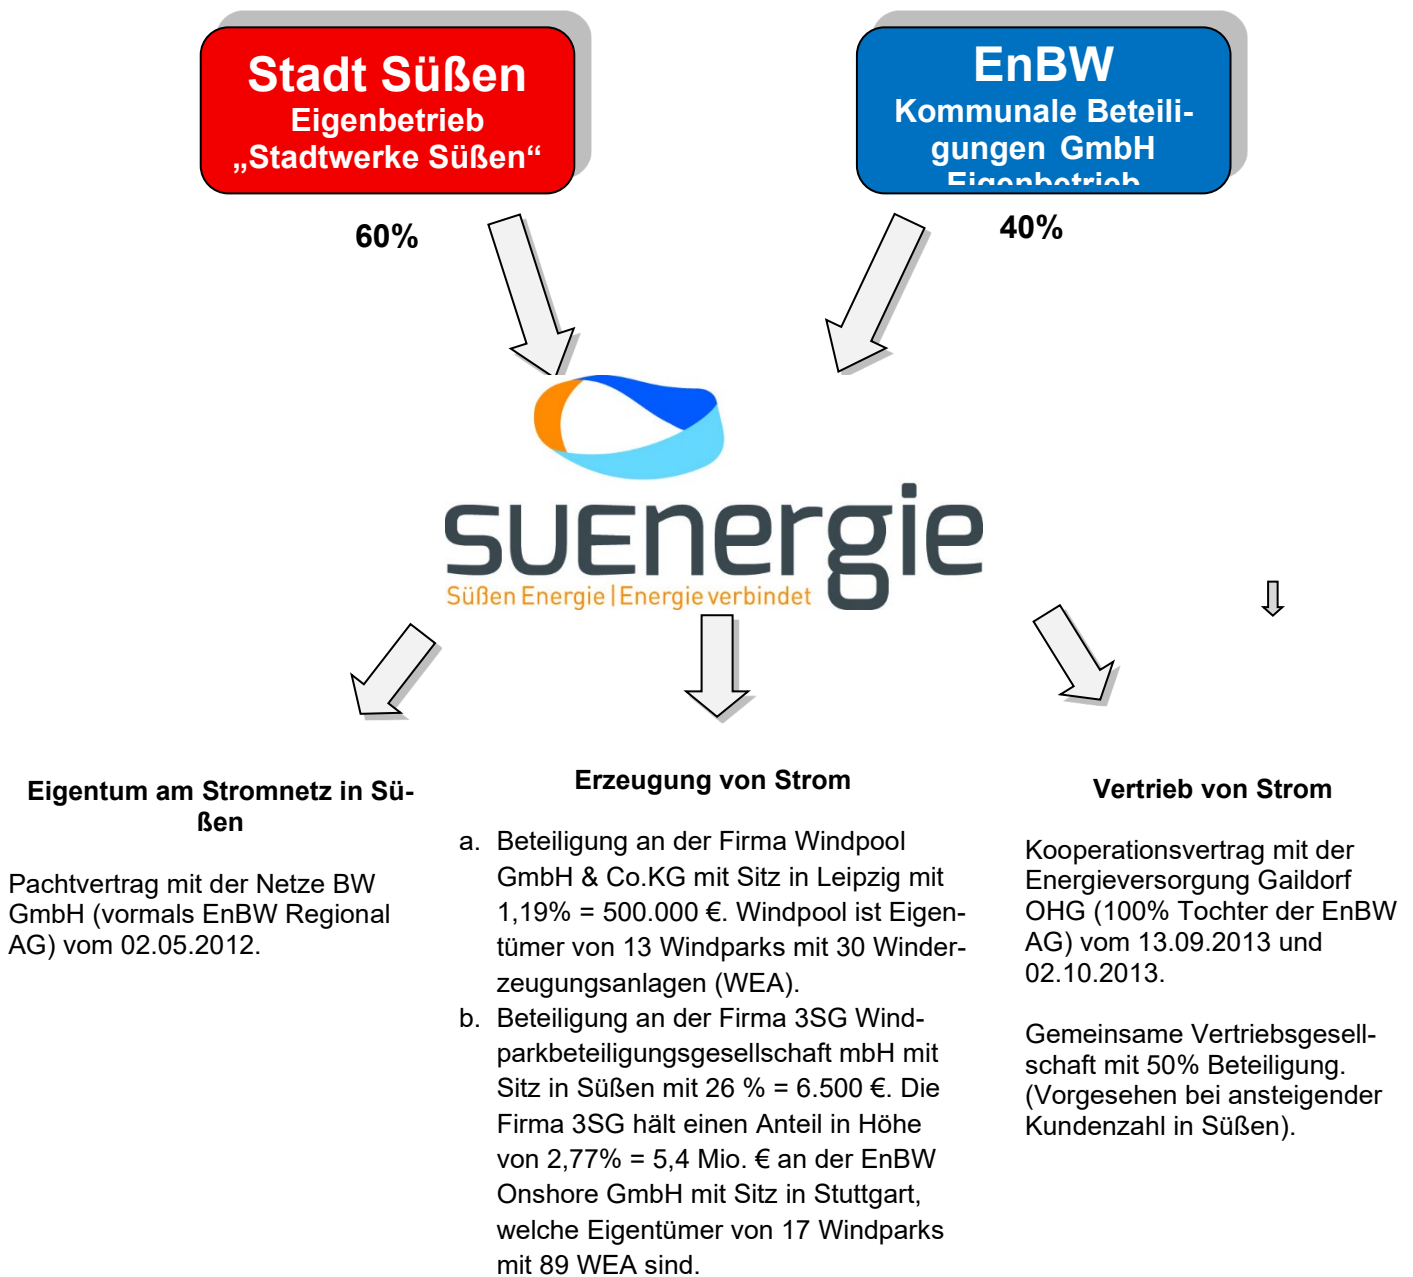 Stadt Süßen
Eigenbetrieb
„Stadtwerke Süßen“
EnBW
Kommunale Beteili-
gungen GmbH
Eigenbetrieb
60%
40%
SUEnergie
Süßen Energie | Energie verbindet
Eigentum am Stromnetz in Sü-
ßen
Pachtvertrag mit der Netze BW
GmbH (vormals EnBW Regional
AG) vom 02.05.2012.
Erzeugung von Strom
a. Beteiligung an der Firma Windpool
GmbH & Co.KG mit Sitz in Leipzig mit
1,19% = 500.000 €. Windpool ist Eigen-
tümer von 13 Windparks mit 30 Winder-
zeugungsanlagen (WEA).
b. Beteiligung an der Firma 3SG Wind-
parkbeteiligungsgesellschaft mbH mit
Sitz in Süßen mit 26 % = 6.500 €. Die
Firma 3SG hält einen Anteil in Höhe
von 2,77% = 5,4 Mio. € an der EnBW
Onshore GmbH mit Sitz in Stuttgart,
welche Eigentümer von 17 Windparks
mit 89 WEA sind.
Vertrieb von Strom
Kooperationsvertrag mit der
Energieversorgung Gaildorf
OHG (100% Tochter der EnBW
AG) vom 13.09.2013 und
02.10.2013.
Gemeinsame Vertriebsgesell-
schaft mit 50% Beteiligung.
(Vorgesehen bei ansteigender
Kundenzahl in Süßen).